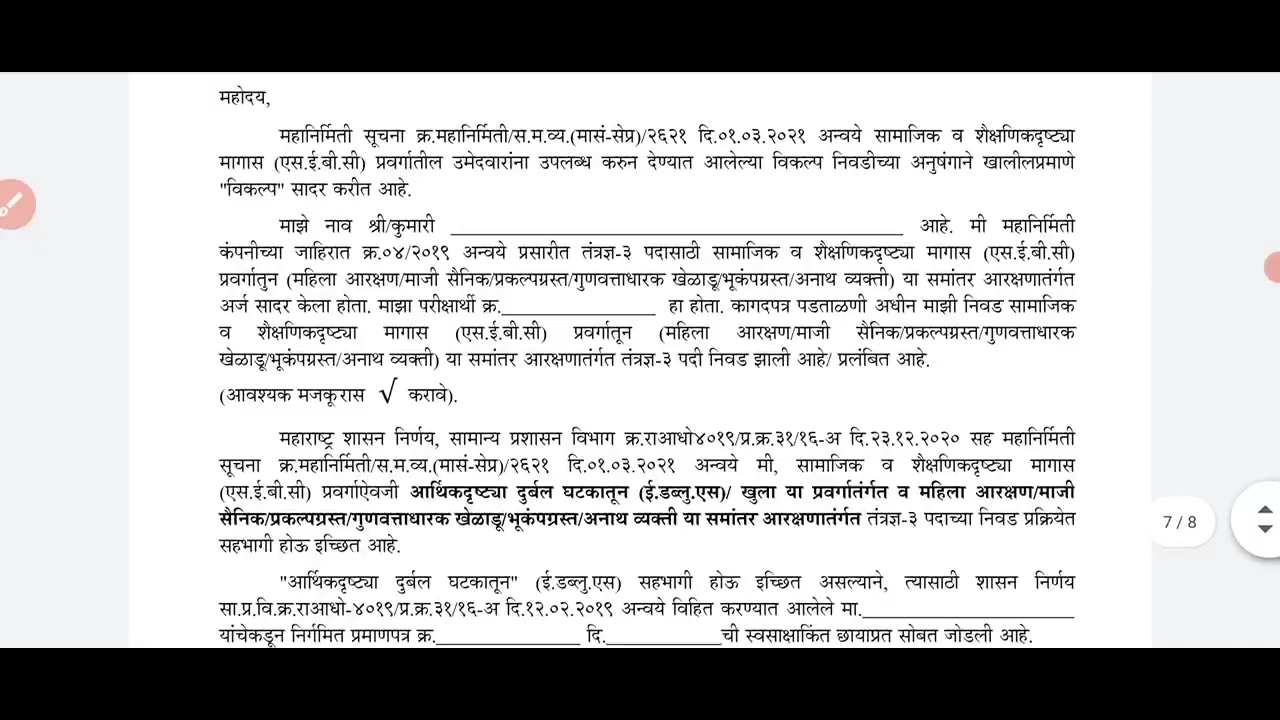 महोदय,
महानिर्मिती सूचना क्र.महानिर्मिती/स.म.व्य.(मासं-सेप्र)/२६२१ दि.०१.०३.२०२१ अन्वये सामाजिक व शैक्षणिकदृष्ट्या
मागास (एस.ई.बी.सी) प्रवर्गातील उमेदवारांना उपलब्ध करुन देण्यात आलेल्या विकल्प निवडीच्या अनुषंगाने खालीलप्रमाणे
"विकल्प" सादर करीत आहे.
माझे नाव श्री/कुमारी ______________ आहे. मी महानिर्मिती
कंपनीच्या जाहिरात क्र.०४/२०१९ अन्वये प्रसारीत तंत्रज्ञ-३ पदासाठी सामाजिक व शैक्षणिकदृष्ट्या मागास (एस.ई.बी.सी)
प्रवर्गातुन (महिला आरक्षण/माजी सैनिक/प्रकल्पग्रस्त/गुणवत्ताधारक खेळाडू/भूकंपग्रस्त/अनाथ व्यक्ती) या समांतर आरक्षणातंर्गत
अर्ज सादर केला होता. माझा परीक्षार्थी क्र.______________ हा होता. कागदपत्र पडताळणी अधीन माझी निवड सामाजिक
व शैक्षणिकदृष्ट्या मागास (एस.ई.बी.सी) प्रवर्गातून (महिला आरक्षण/माजी सैनिक/प्रकल्पग्रस्त/गुणवत्ताधारक
खेळाडू/भूकंपग्रस्त/अनाथ व्यक्ती) या समांतर आरक्षणातंर्गत तंत्रज्ञ-३ पदी निवड झाली आहे/ प्रलंबित आहे.
(आवश्यक मजकूरास √ करावे).
महाराष्ट्र शासन निर्णय, सामान्य प्रशासन विभाग क्र.राआधो४०१९/प्र.क्र.३१/१६-अ दि.२३.१२.२०२० सह महानिर्मिती
सूचना क्र.महानिर्मिती/स.म.व्य.(मासं-सेप्र)/२६२१ दि.०१.०३.२०२१ अन्वये मी, सामाजिक व शैक्षणिकदृष्ट्या मागास
(एस.ई.बी.सी) प्रवर्गाऐवजी आर्थिकदृष्ट्या दुर्बल घटकातून (ई.डब्लु.एस)/ खुला या प्रवर्गातंर्गत व महिला आरक्षण/माजी
सैनिक/प्रकल्पग्रस्त/गुणवत्ताधारक खेळाडू/भूकंपग्रस्त/अनाथ व्यक्ती या समांतर आरक्षणातंर्गत तंत्रज्ञ-३ पदाच्या निवड प्रक्रियेत
सहभागी होऊ इच्छित आहे.
7 / 8
"आर्थिकदृष्ट्या दुर्बल घटकातून" (ई.डब्लु.एस) सहभागी होऊ इच्छित असल्याने, त्यासाठी शासन निर्णय
सा.प्र.वि.क्र.राआधो-४०१९/प्र.क्र.३१/१६-अ दि.१२.०२.२०१९ अन्वये विहित करण्यात आलेले मा.______________
यांचेकडून निर्गमित प्रमाणपत्र क्र.______________ दि.______________ची स्वसाक्षाकिंत छायाप्रत सोबत जोडली आहे.